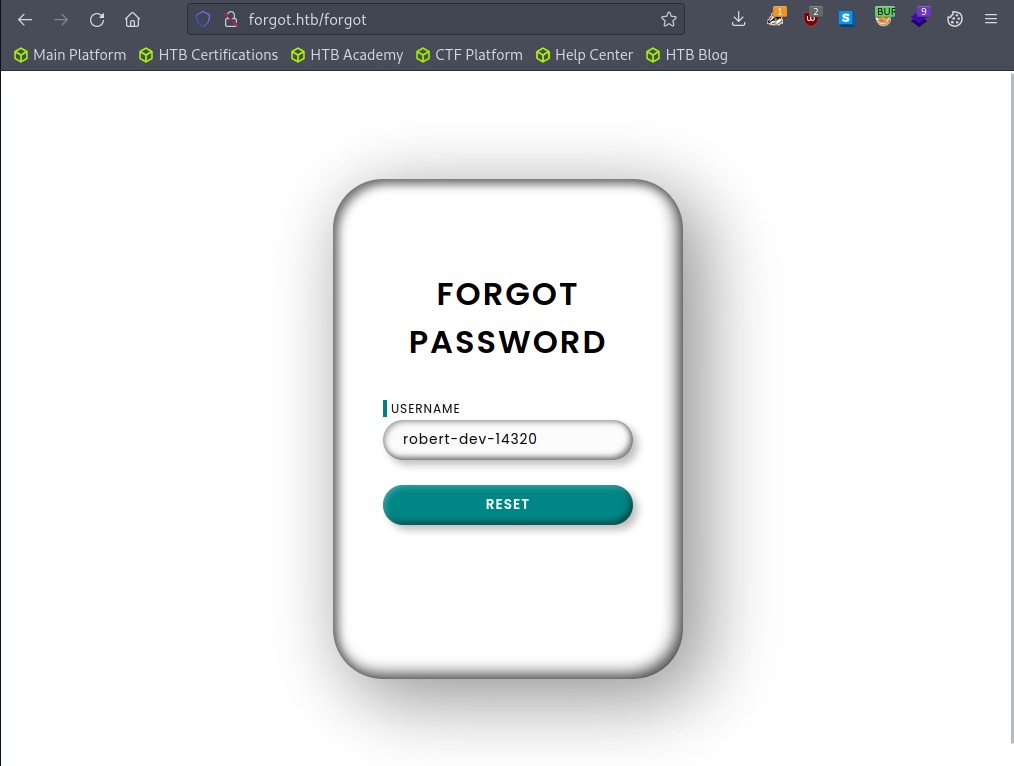 forgot.htb/forgot
1 2 BUR 9
Main Platform HTB Certifications HTB Academy CTF Platform Help Center HTB Blog
FORGOT
PASSWORD
USERNAME
robert-dev-14320
RESET